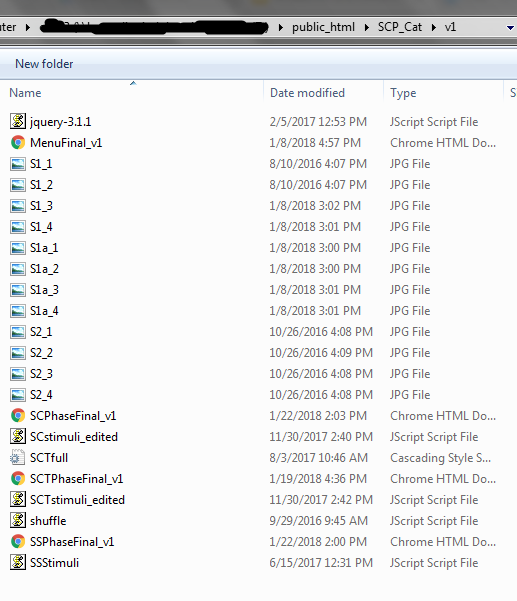 uter ▸ ▸ public_html ▸ SCP_Cat ▸ v1
New folder
Name Date modified Type S
jquery-3.1.1 2/5/2017 12:53 PM JScript Script File
MenuFinal_v1 1/8/2018 4:57 PM Chrome HTML Do...
S1_1 8/10/2016 4:07 PM JPG File
S1_2 8/10/2016 4:07 PM JPG File
S1_3 1/8/2018 3:02 PM JPG File
S1_4 1/8/2018 3:01 PM JPG File
S1a_1 1/8/2018 3:00 PM JPG File
S1a_2 1/8/2018 3:00 PM JPG File
S1a_3 1/8/2018 3:01 PM JPG File
S1a_4 1/8/2018 3:01 PM JPG File
S2_1 10/26/2016 4:08 PM JPG File
S2_2 10/26/2016 4:09 PM JPG File
S2_3 10/26/2016 4:08 PM JPG File
S2_4 10/26/2016 4:08 PM JPG File
SCPhaseFinal_v1 1/22/2018 2:03 PM Chrome HTML Do...
SCstimuli_edited 11/30/2017 2:40 PM JScript Script File
SCTfull 8/3/2017 10:46 AM Cascading Style S...
SCTPhaseFinal_v1 1/19/2018 4:36 PM Chrome HTML Do...
SCTstimuli_edited 11/30/2017 2:42 PM JScript Script File
shuffle 9/29/2016 9:45 AM JScript Script File
SSPhaseFinal_v1 1/22/2018 2:00 PM Chrome HTML Do...
SSStimuli 6/15/2017 12:31 PM JScript Script File